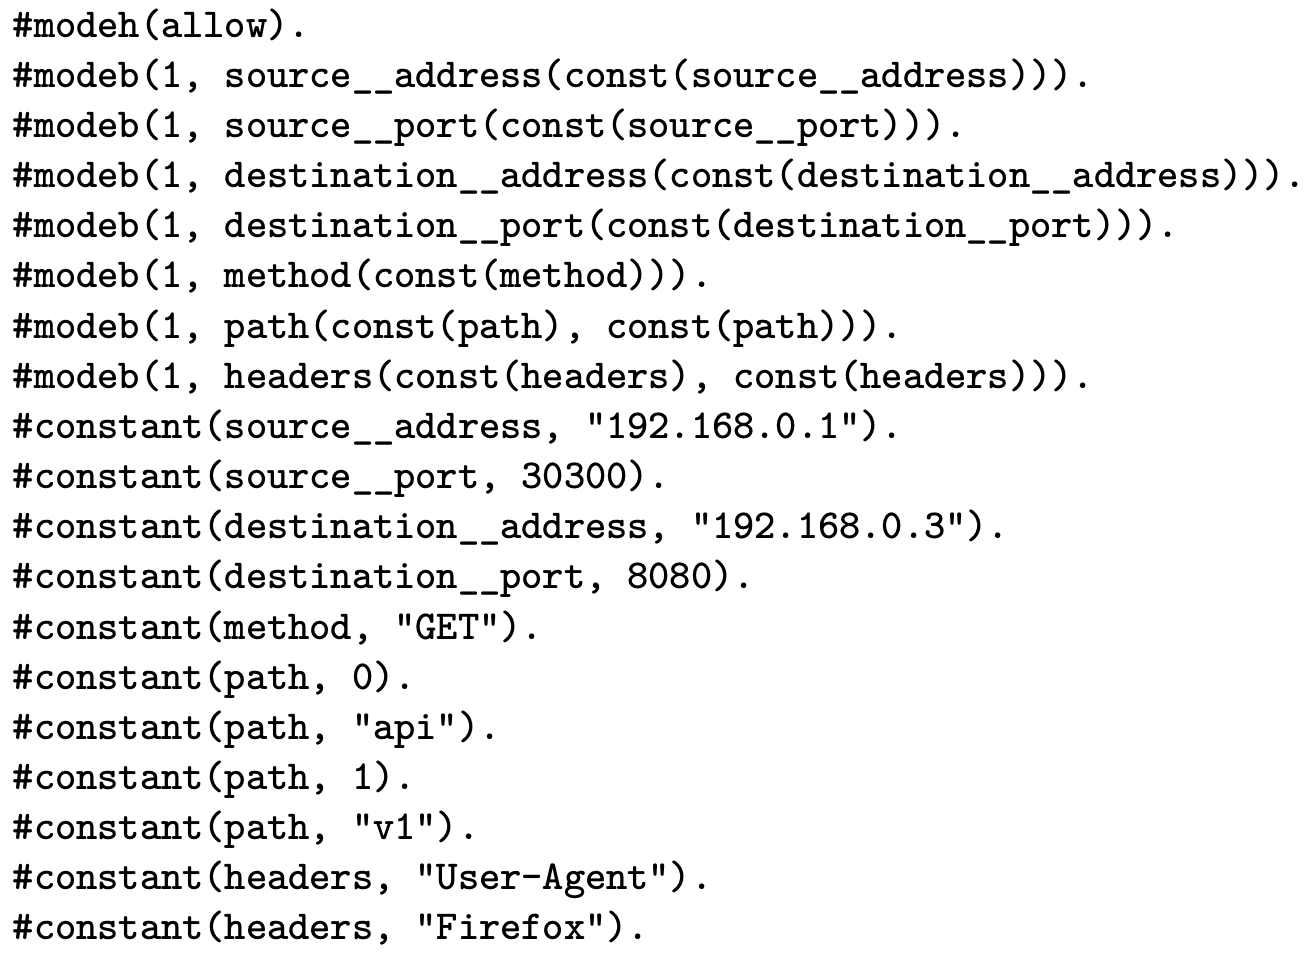 #modeh(allow).
#modeb(1, source__address(const(source__address))).
#modeb(1, source__port(const(source__port))).
#modeb(1, destination__address(const(destination__address))).
#modeb(1, destination__port(const(destination__port))).
#modeb(1, method(const(method))).
#modeb(1, path(const(path), const(path))).
#modeb(1, headers(const(headers), const(headers))).
#constant(source__address, "192.168.0.1").
#constant(source__port, 30300).
#constant(destination__address, "192.168.0.3").
#constant(destination__port, 8080).
#constant(method, "GET").
#constant(path, 0).
#constant(path, "api").
#constant(path, 1).
#constant(path, "v1").
#constant(headers, "User-Agent").
#constant(headers, "Firefox").